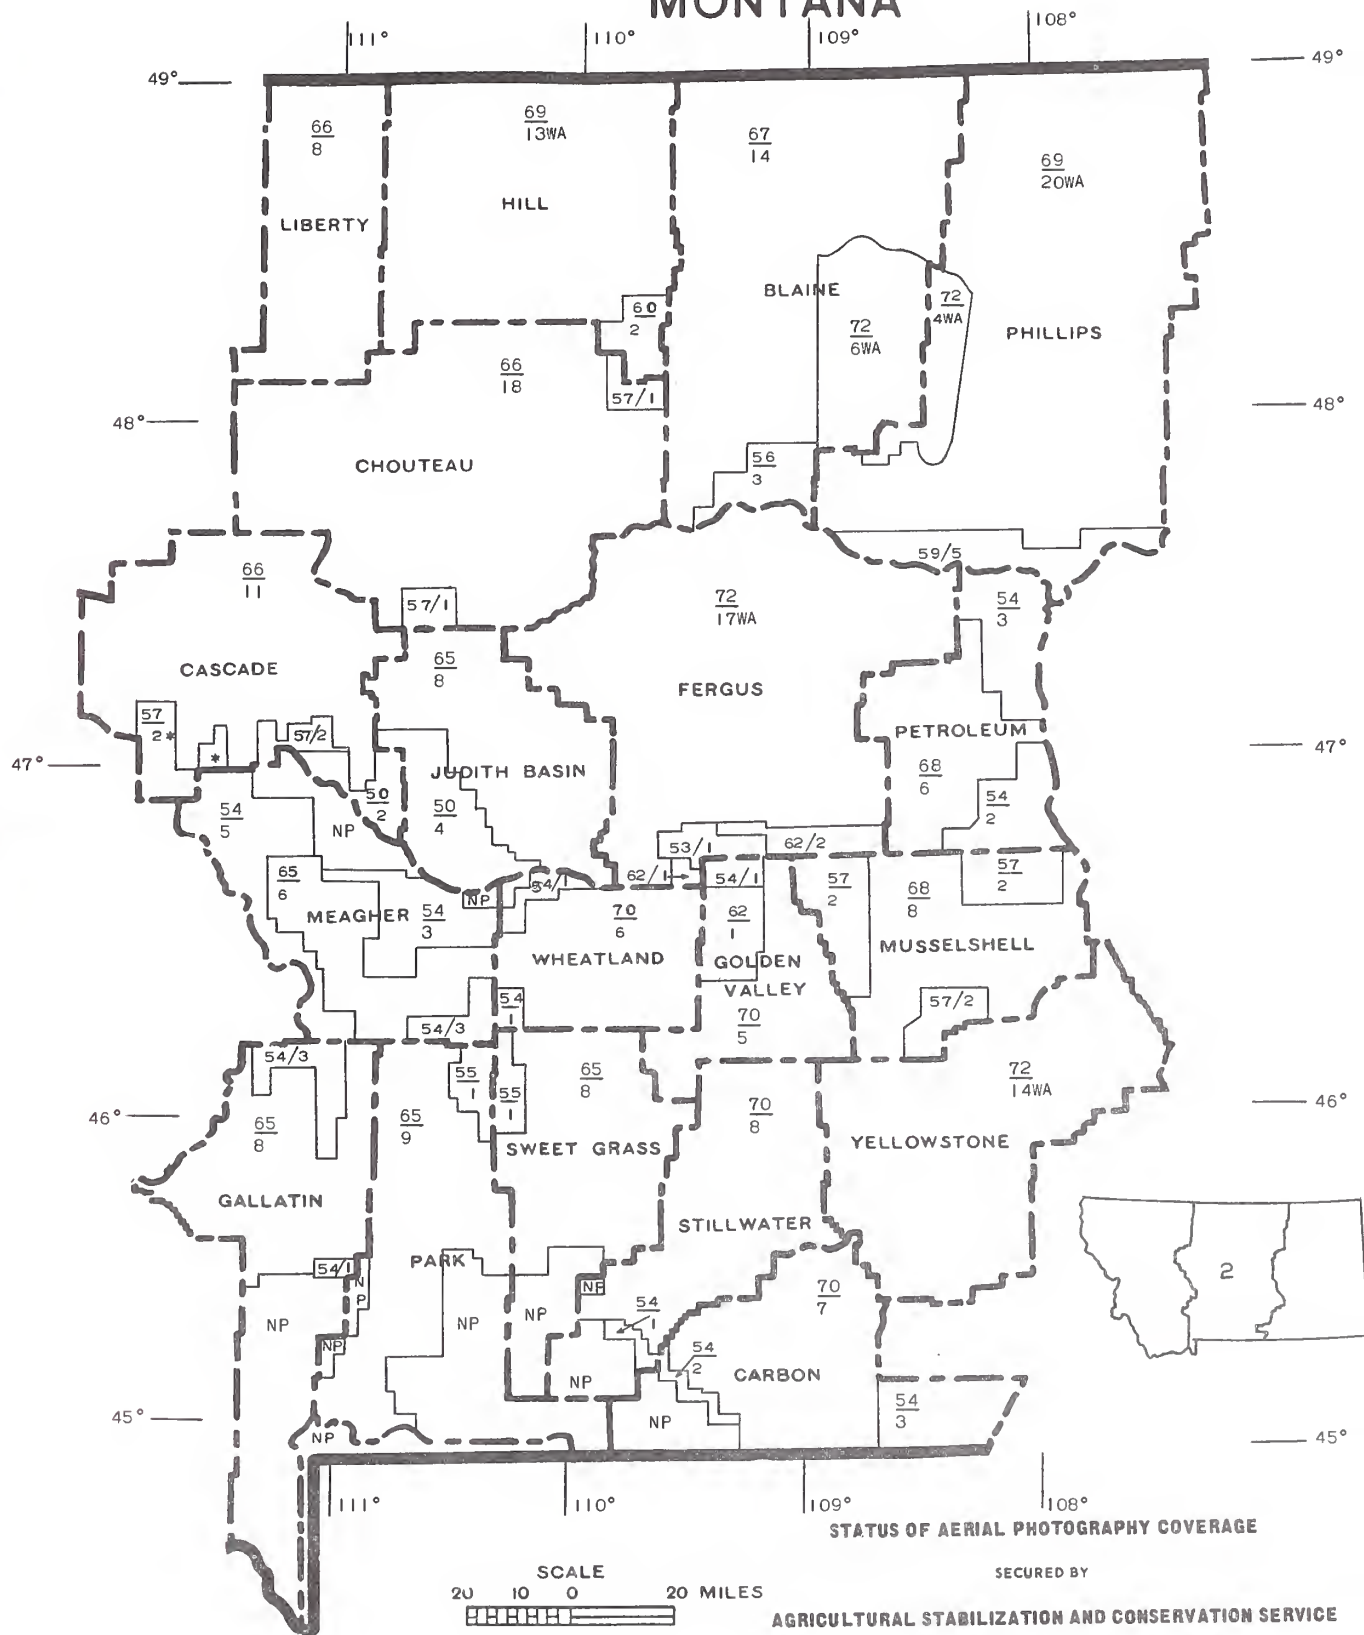 MONTANA
111°
110°
109°
108°
49°
49°
66
8
69
13WA
67
14
69
20WA
HILL
LIBERTY
BLAINE
60
2
72
4WA
72
6WA
PHILLIPS
66
18
57/1
48°
48°
CHOUTEAU
56
3
59/5
66
11
57/1
72
17WA
54
3
65
8
CASCADE
FERGUS
57
2*
*
57/2
PETROLEUM
47°
47°
JUDITH BASIN
68
6
50
2
50
4
54
5
NP
54
2
53/1
62/2
62/1
54/1
54/1
57
2
57
2
65
6
NP
68
8
MEAGHER
54
3
70
6
62
1
MUSSELSHELL
WHEATLAND
GOLDEN
VALLEY
54
1
57/2
54/3
70
5
54/3
55
1
55
1
65
8
72
14WA
46°
46°
65
8
65
9
70
8
SWEET GRASS
YELLOWSTONE
GALLATIN
STILLWATER
PARK
54/1
N
P
NP
70
7
2
NP
NP
NP
54
1
NP
54
2
NP
CARBON
54
3
NP
45°
NP
45°
111°
110°
109°
108°
STATUS OF AERIAL PHOTOGRAPHY COVERAGE
SCALE
SECURED BY
20 10 0 20 MILES
AGRICULTURAL STABILIZATION AND CONSERVATION SERVICE